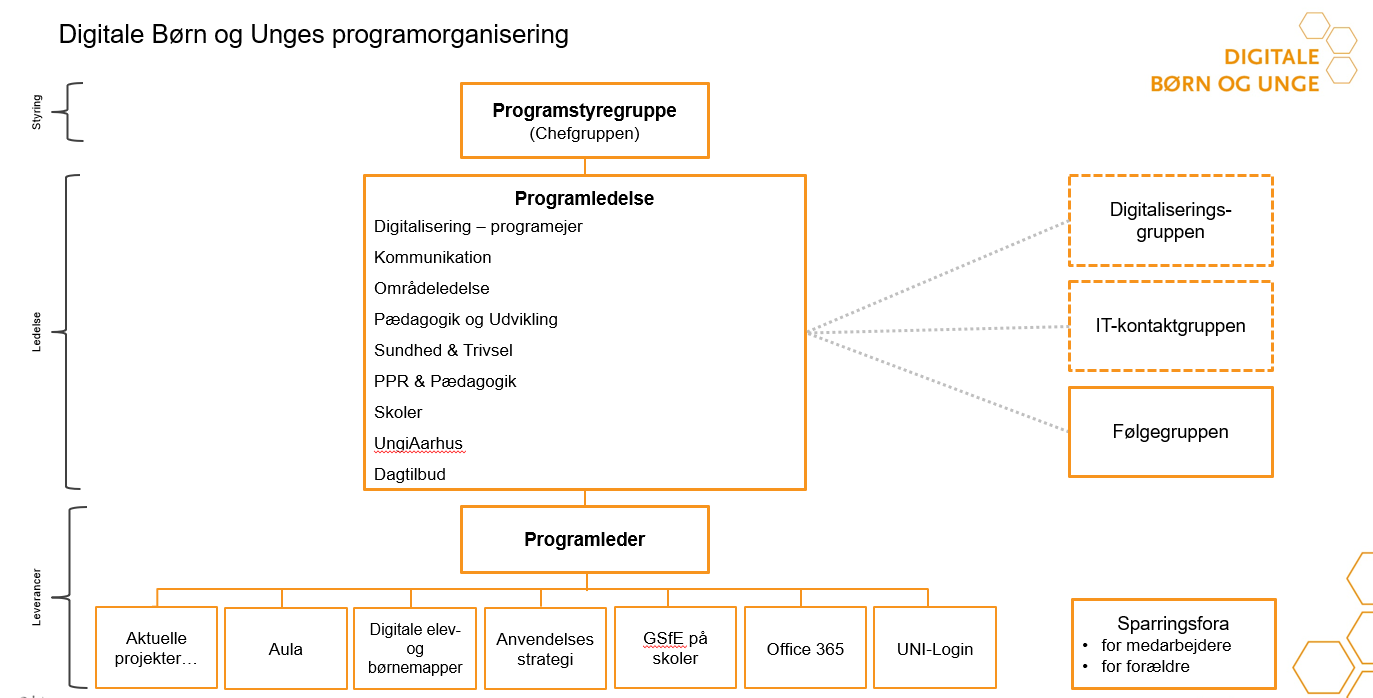 Digitale Børn og Unges programorganisering
DIGITALE
BØRN OG UNGE
Styring
Programstyregruppe
(Chefgruppen)
Ledelse
Programledelse
Digitalisering – programejer
Kommunikation
Områdeledelse
Pædagogik og Udvikling
Sundhed & Trivsel
PPR & Pædagogik
Skoler
UngiAarhus
Dagtilbud
Digitaliserings-
gruppen
IT-kontaktgruppen
Følgegruppen
Leverancer
Programleder
Aktuelle
projekter…
Aula
Digitale elev-
og
børnemapper
Anvendelses
strategi
GSfE på
skoler
Office 365
UNI-Login
Sparringsfora
• for medarbejdere
• for forældre